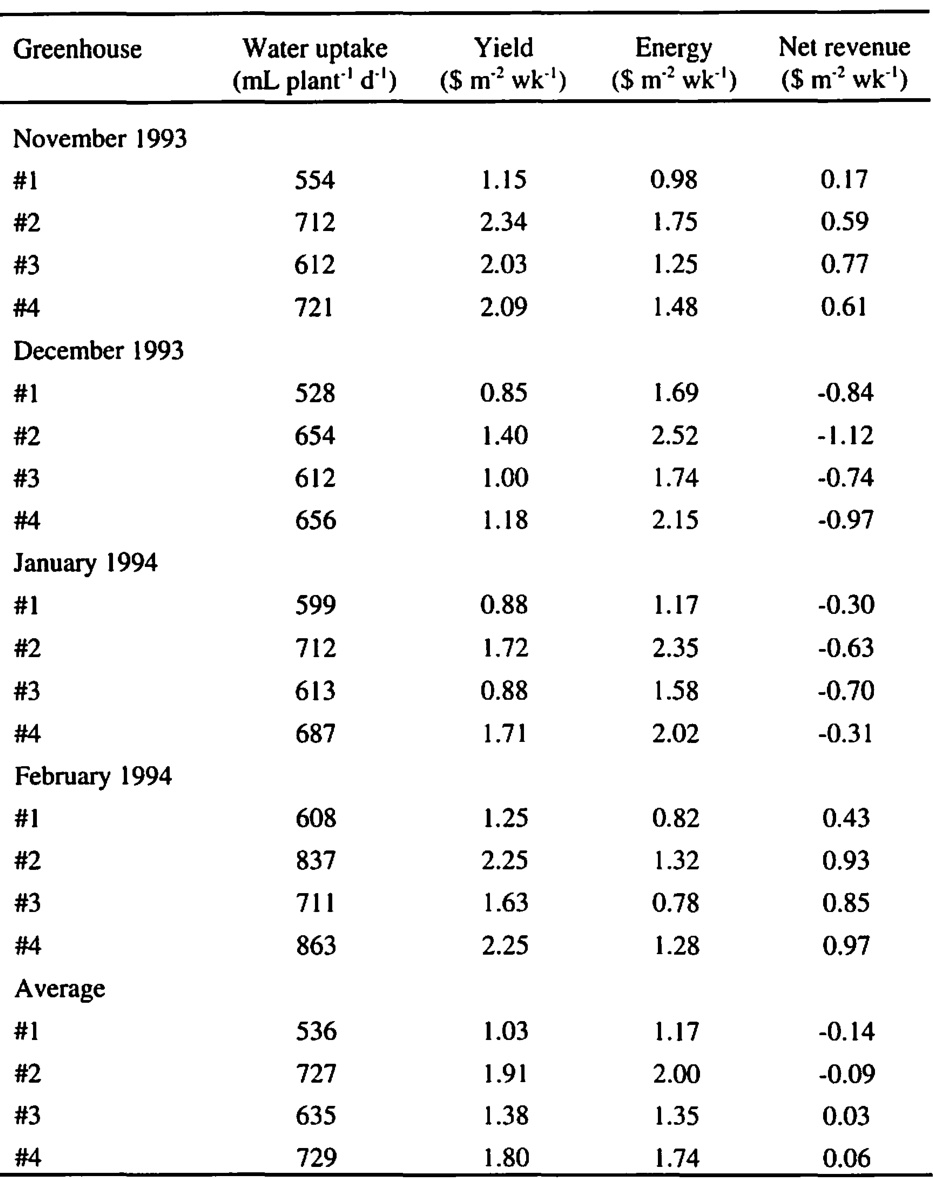 Greenhouse Water uptake Yield Energy Net revenue
(mL plant⁻¹ d⁻¹) ($ m⁻² wk⁻¹) ($ m⁻² wk⁻¹) ($ m⁻² wk⁻¹)
November 1993
#1 554 1.15 0.98 0.17
#2 712 2.34 1.75 0.59
#3 612 2.03 1.25 0.77
#4 721 2.09 1.48 0.61
December 1993
#1 528 0.85 1.69 -0.84
#2 654 1.40 2.52 -1.12
#3 612 1.00 1.74 -0.74
#4 656 1.18 2.15 -0.97
January 1994
#1 599 0.88 1.17 -0.30
#2 712 1.72 2.35 -0.63
#3 613 0.88 1.58 -0.70
#4 687 1.71 2.02 -0.31
February 1994
#1 608 1.25 0.82 0.43
#2 837 2.25 1.32 0.93
#3 711 1.63 0.78 0.85
#4 863 2.25 1.28 0.97
Average
#1 536 1.03 1.17 -0.14
#2 727 1.91 2.00 -0.09
#3 635 1.38 1.35 0.03
#4 729 1.80 1.74 0.06